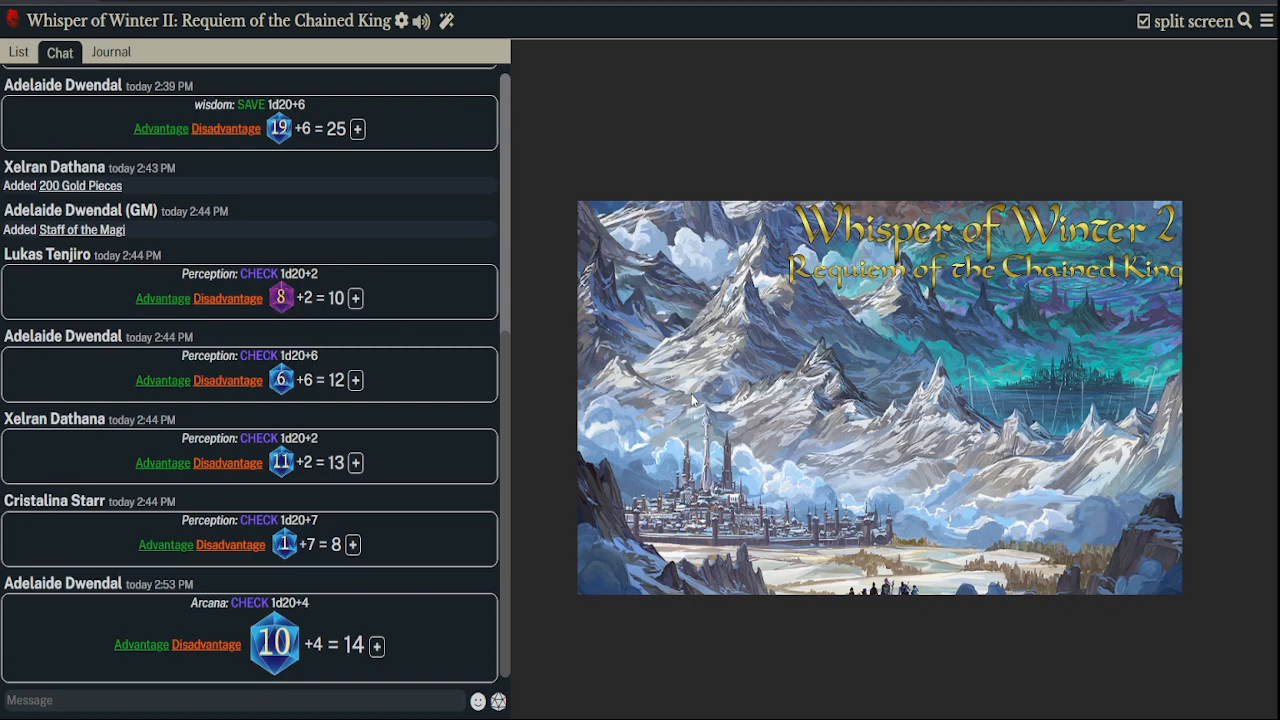 Whisper of Winter II: Requiem of the Chained King
split screen
List Chat Journal
Adelaide Dwendal today 2:39 PM
wisdom: SAVE 1d20+6
Advantage Disadvantage 19 +6 = 25 +
Xelran Dathana today 2:43 PM
Added 200 Gold Pieces
Adelaide Dwendal (GM) today 2:44 PM
Added Staff of the Magi
Lukas Tenjiro today 2:44 PM
Perception: CHECK 1d20+2
Advantage Disadvantage 8 +2 = 10 +
Adelaide Dwendal today 2:44 PM
Perception: CHECK 1d20+6
Advantage Disadvantage 6 +6 = 12 +
Xelran Dathana today 2:44 PM
Perception: CHECK 1d20+2
Advantage Disadvantage 11 +2 = 13 +
Cristalina Starr today 2:44 PM
Perception: CHECK 1d20+7
Advantage Disadvantage 1 +7 = 8 +
Adelaide Dwendal today 2:53 PM
Arcana: CHECK 1d20+4
Advantage Disadvantage 10 +4 = 14 +
Message
Whisper of Winter 2
Requiem of the Chained King